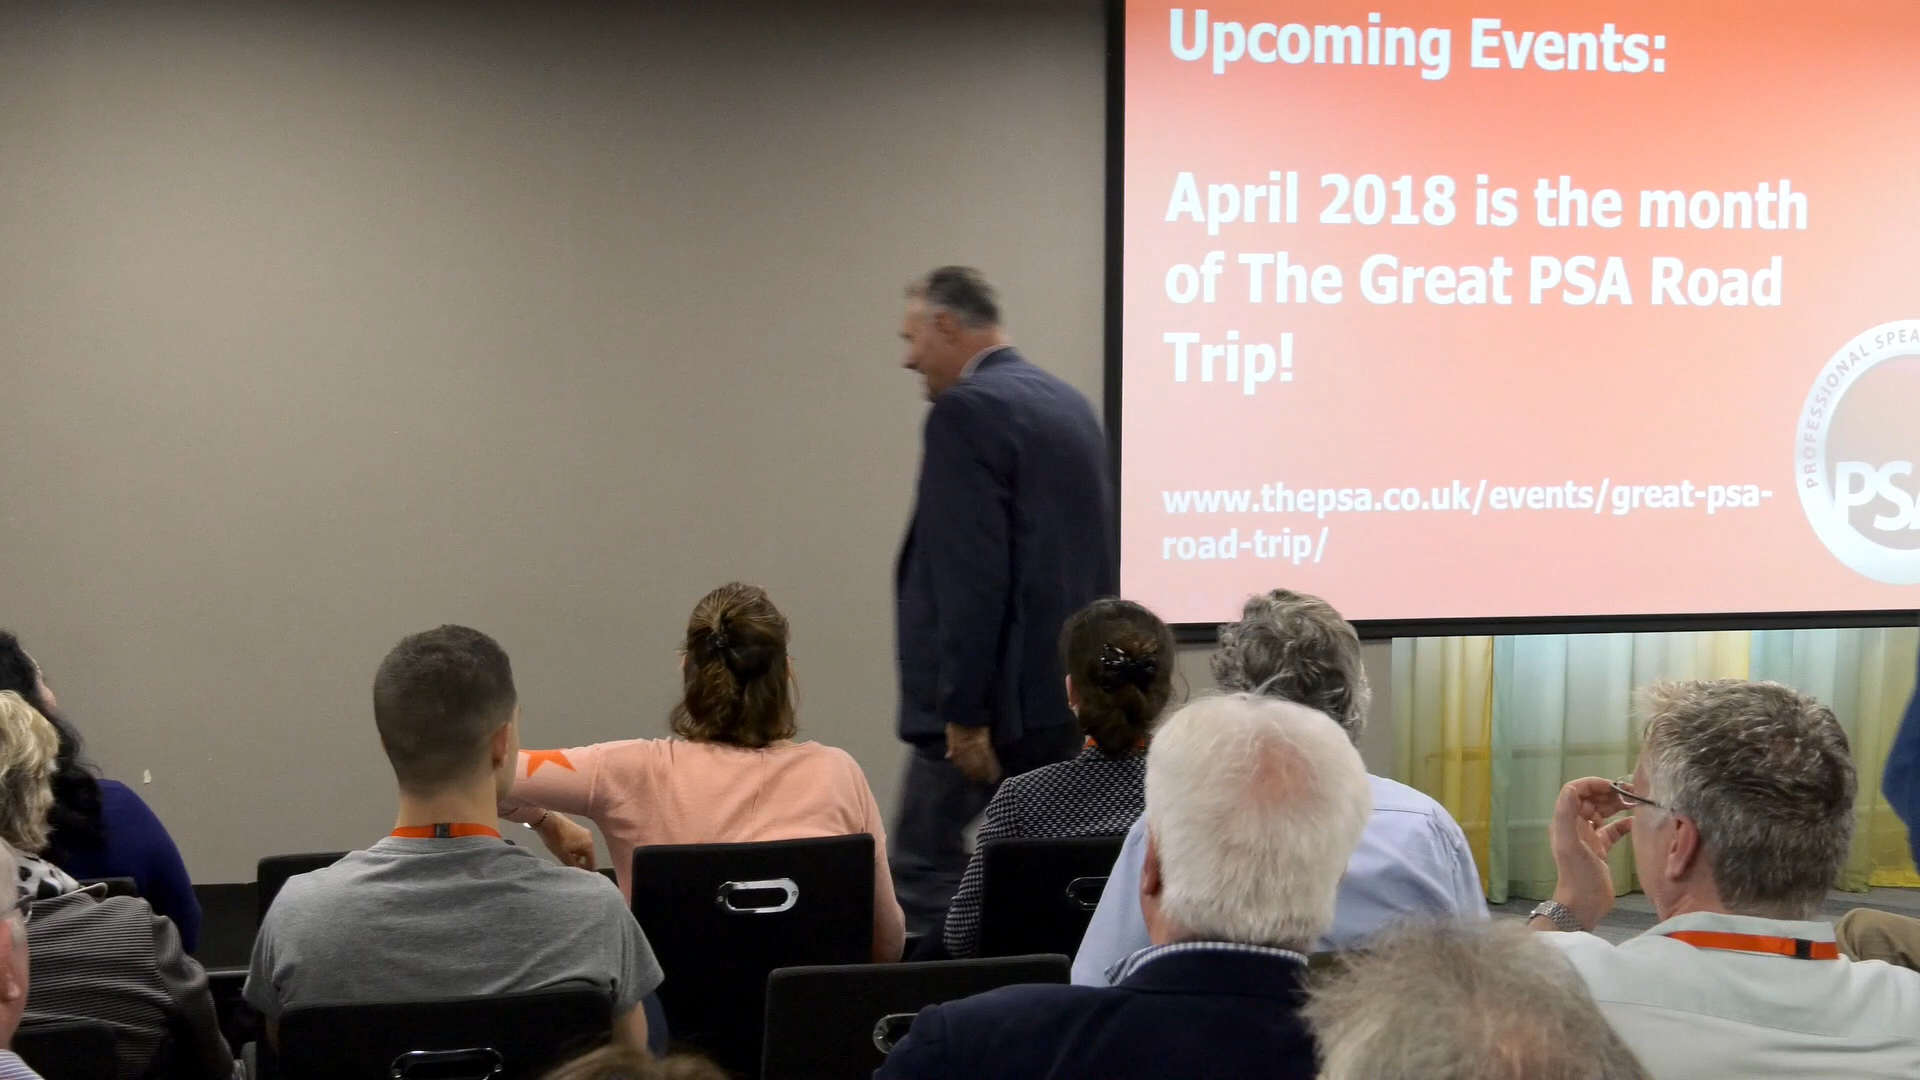 Upcoming Events:
April 2018 is the month
of The Great PSA Road
Trip!
www.thepsa.co.uk/events/great-psa-
road-trip/
PROFESSIONAL
PSA